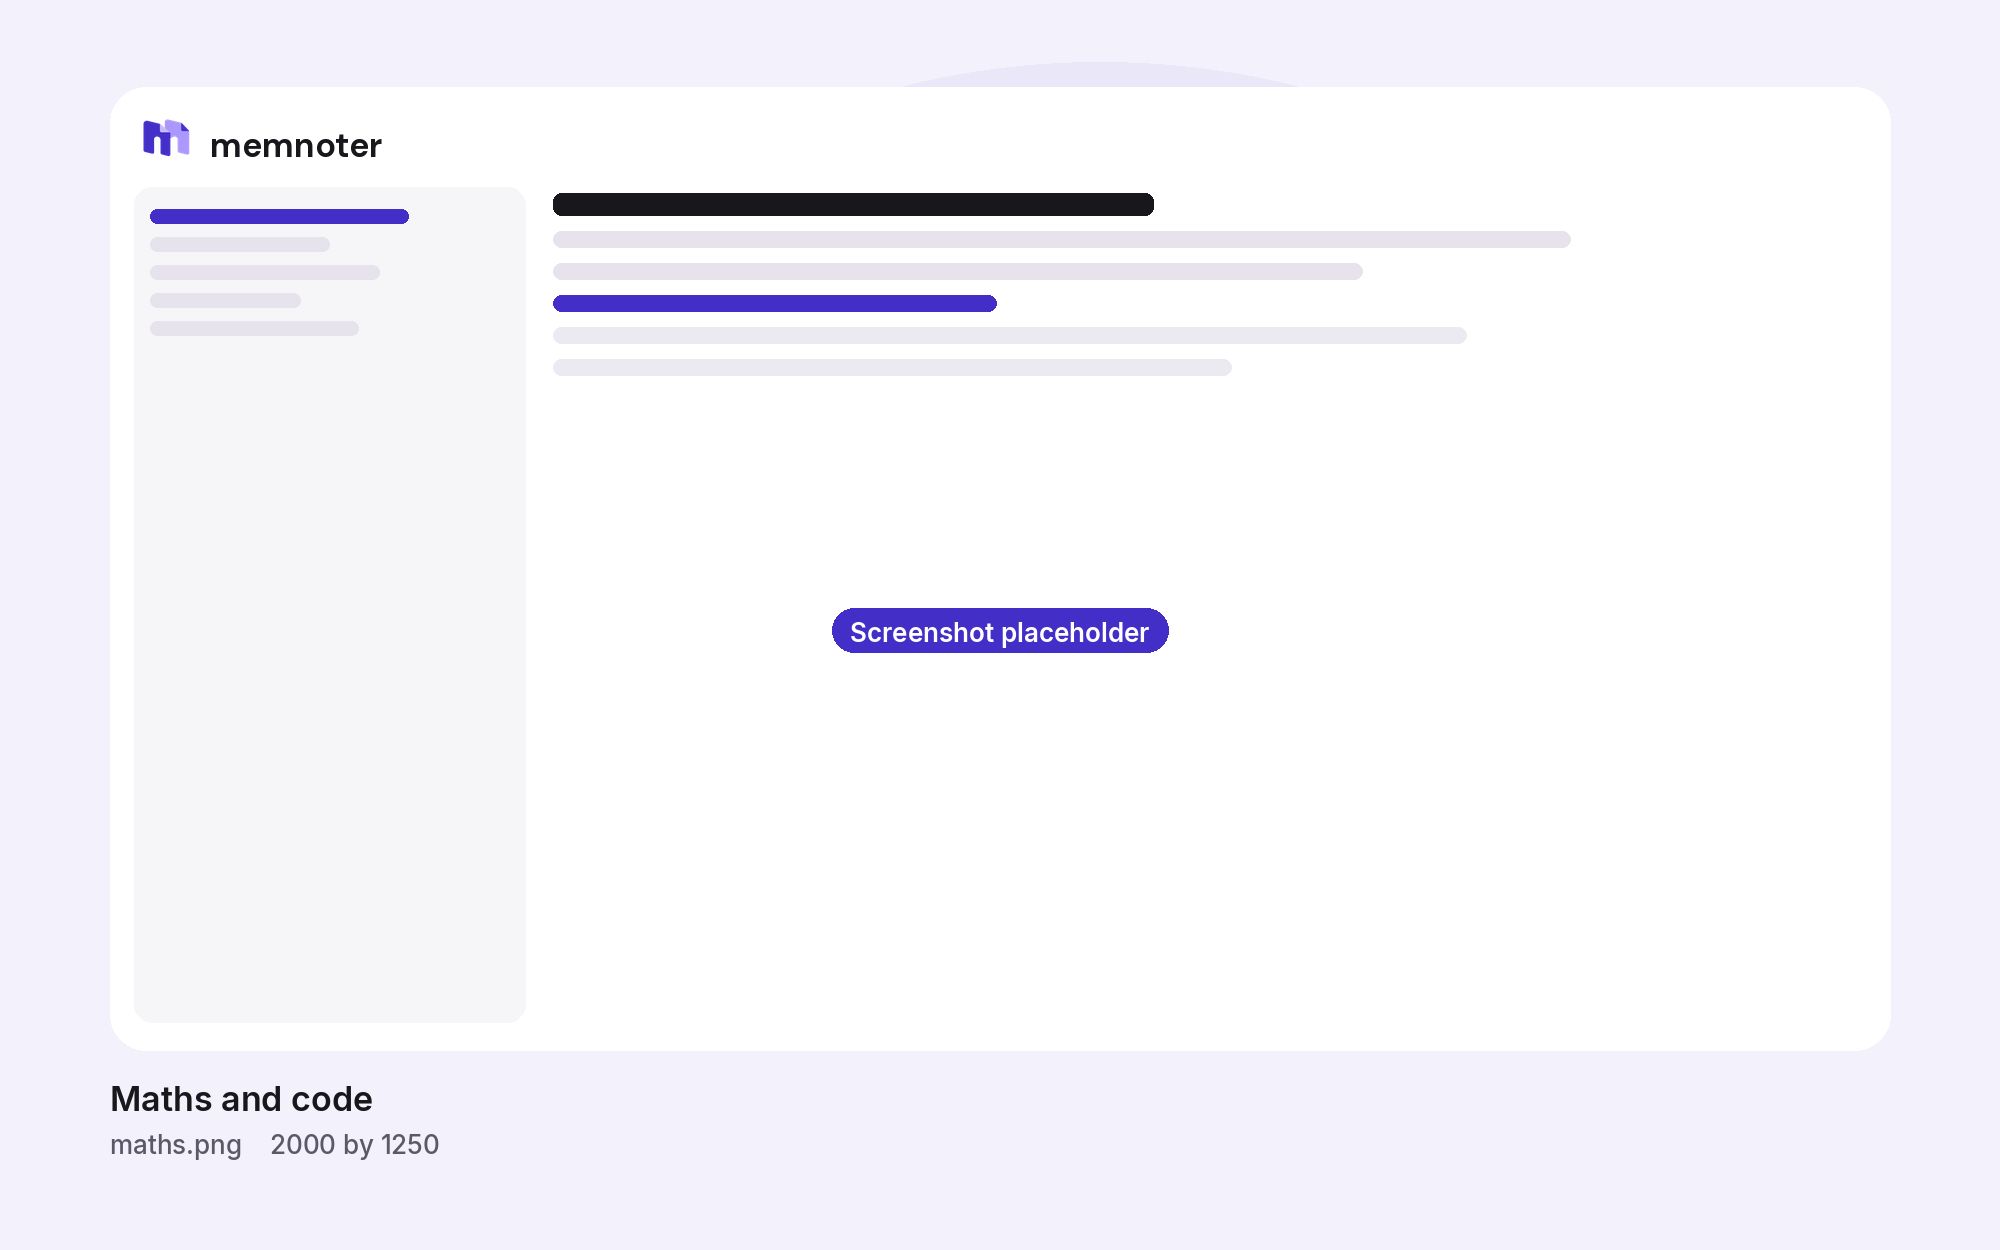 memnoter
Screenshot placeholder
Maths and code
maths.png 2000 by 1250